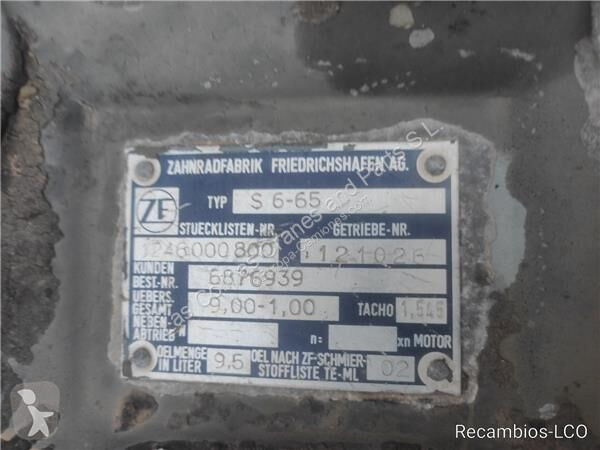 ZAHNRADFABRIK FRIEDRICHSHAFEN AG.
ZF
TYP S 6-65
STUECKLISTEN-NR. GETRIEBE-NR.
1246000800 121026
KUNDEN BEST.-NR. 6876939
UEBERS. GESAMT 9,00-1,00 TACHO 1,545
NEBEN- ABTRIEB n: xn MOTOR
OELMENGE IN LITER 9,5 OEL NACH ZF-SCHMIER- STOFFLISTE TE-ML 02
Recambios-LCO